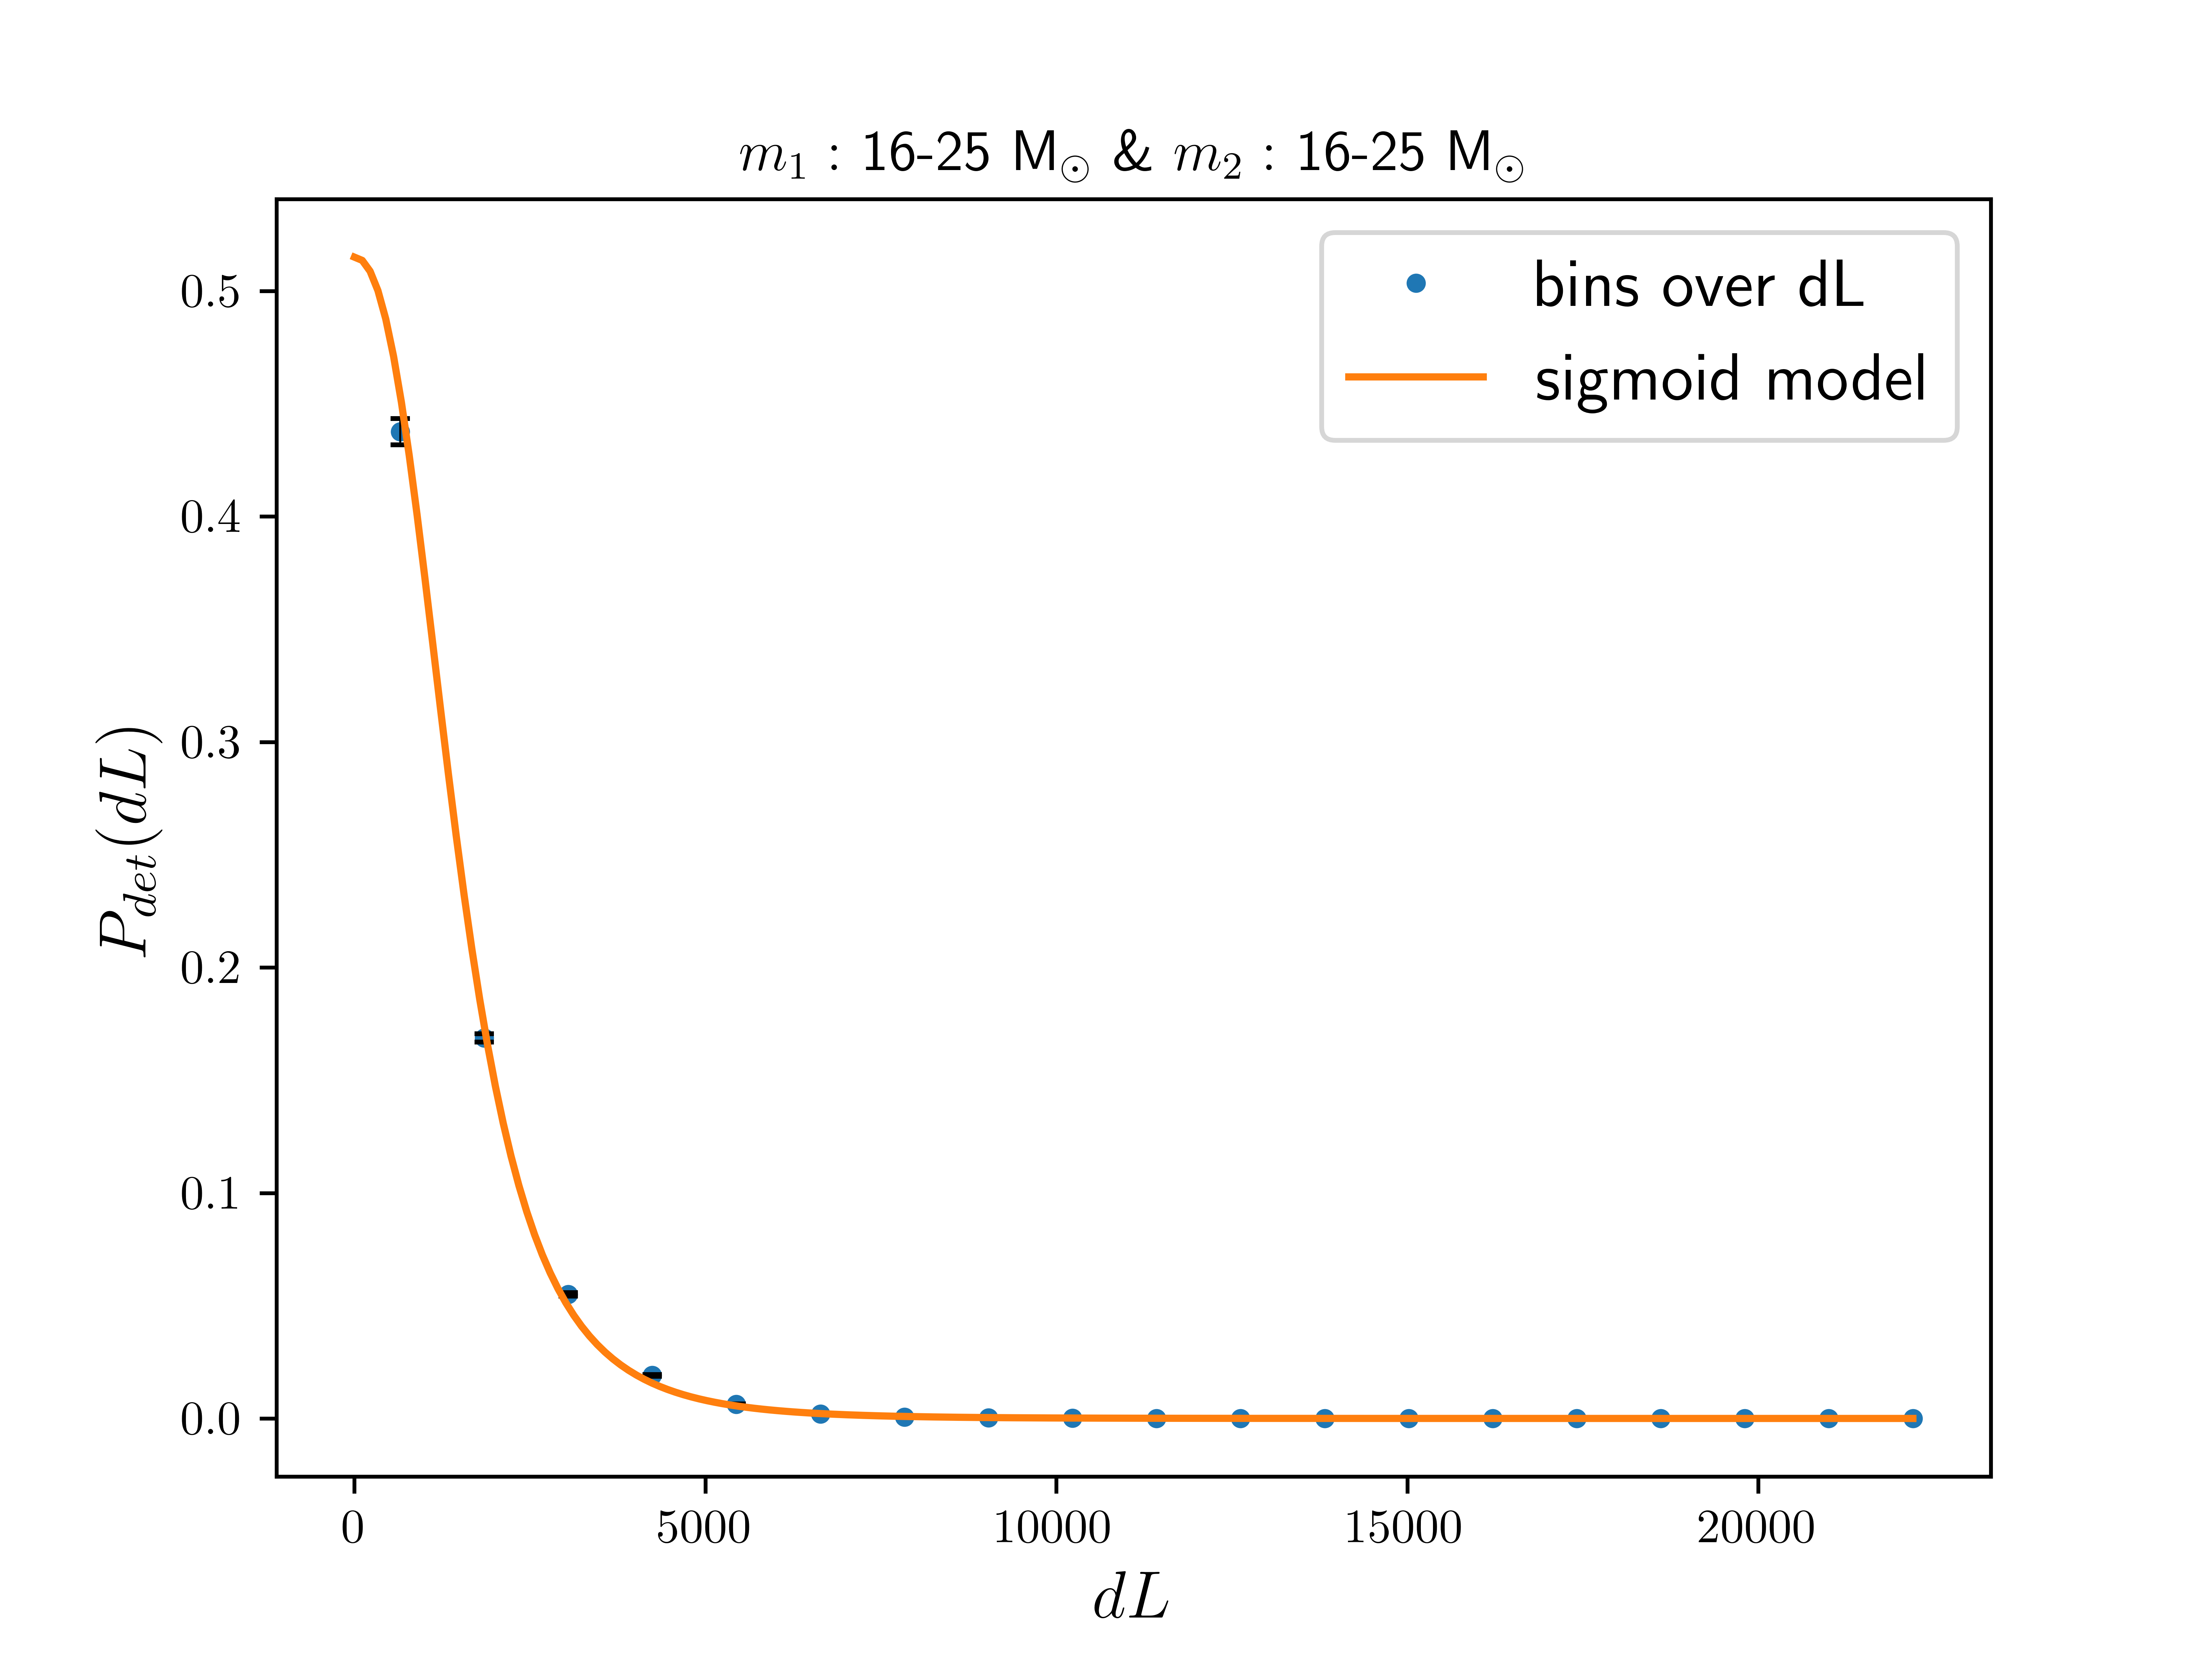 m₁ : 16-25 M⊙ & m₂ : 16-25 M⊙
bins over dL
sigmoid model
P_det(dL)
0.5
0.4
0.3
0.2
0.1
0.0
0 5000 10000 15000 20000
dL